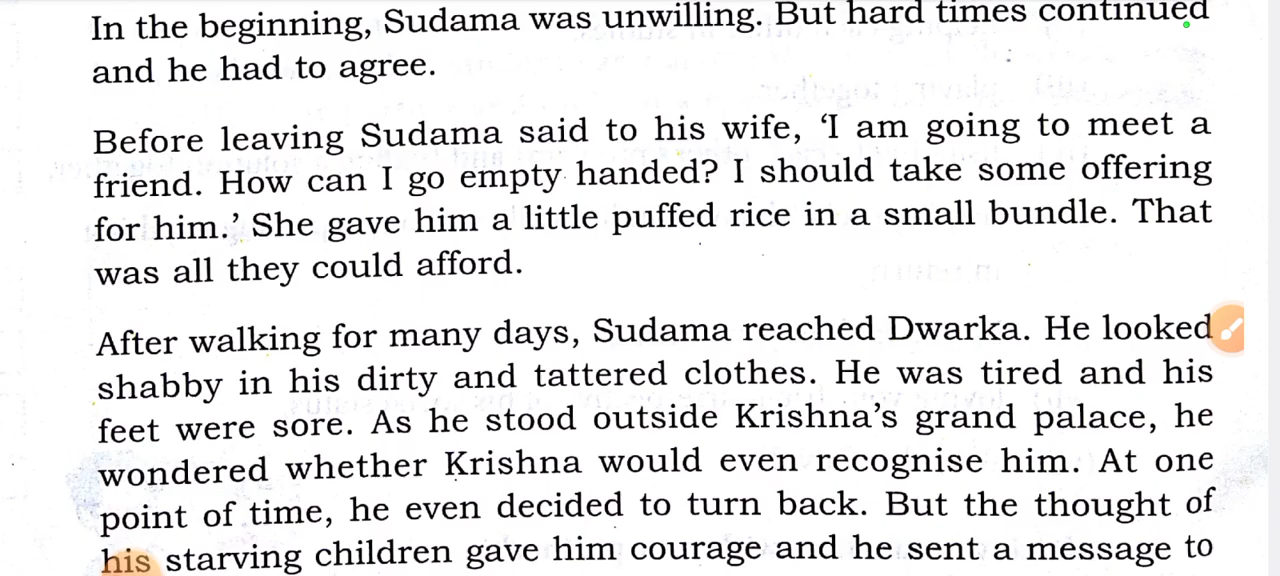 In the beginning, Sudama was unwilling. But hard times continued
and he had to agree.
Before leaving Sudama said to his wife, ‘I am going to meet a
friend. How can I go empty handed? I should take some offering
for him.’ She gave him a little puffed rice in a small bundle. That
was all they could afford.
After walking for many days, Sudama reached Dwarka. He looked
shabby in his dirty and tattered clothes. He was tired and his
feet were sore. As he stood outside Krishna’s grand palace, he
wondered whether Krishna would even recognise him. At one
point of time, he even decided to turn back. But the thought of
his starving children gave him courage and he sent a message to